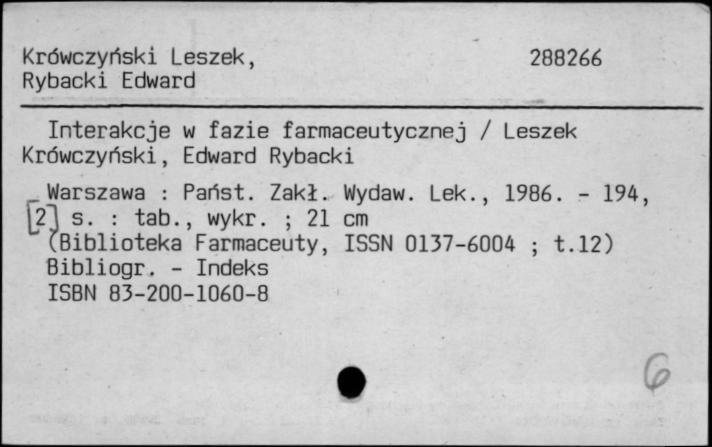 Krówczyński Leszek, 288266
Rybacki Edward
Interakcje w fazie farmaceutycznej / Leszek
Krówczyński, Edward Rybacki
Warszawa : Państ. Zakł. Wydaw. Lek., 1986. - 194,
[2] s. : tab., wykr. ; 21 cm
(Biblioteka Farmaceuty, ISSN 0137-6004 ; t.12)
Bibliogr. - Indeks
ISBN 83-200-1060-8
6